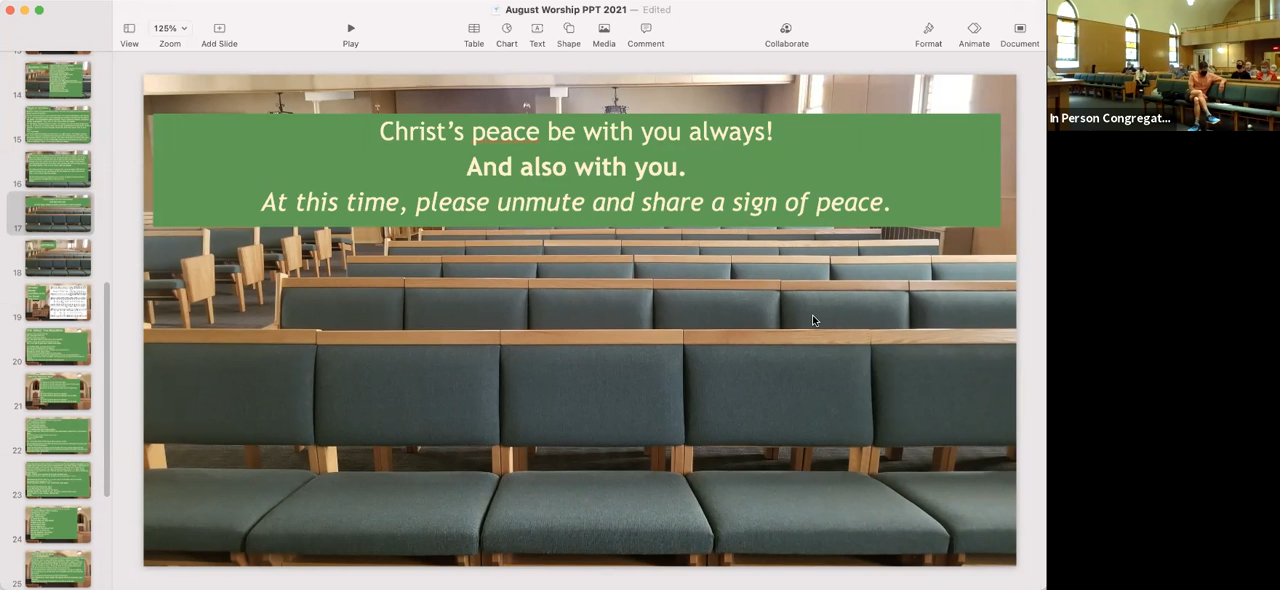 August Worship PPT 2021 — Edited
125%
View
Zoom
Add Slide
Play
Table
Chart
Text
Shape
Media
Comment
Collaborate
Format
Animate
Document
14
15
16
17
18
19
20
21
22
23
24
25
Christ's peace be with you always!
And also with you.
At this time, please unmute and share a sign of peace.
In Person Congregat...